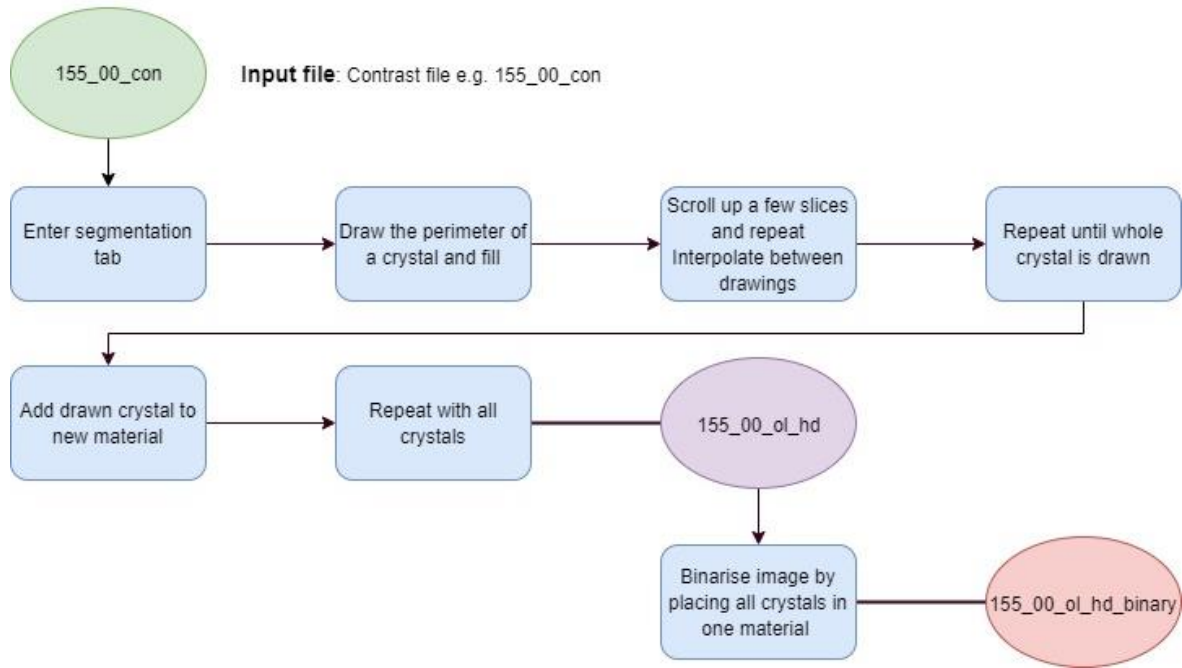 155_00_con
Input file: Contrast file e.g. 155_00_con
Enter segmentation
tab
Draw the perimeter of
a crystal and fill
Scroll up a few slices
and repeat
Interpolate between
drawings
Repeat until whole
crystal is drawn
Add drawn crystal to
new material
Repeat with all
crystals
155_00_ol_hd
Binarise image by
placing all crystals in
one material
155_00_ol_hd_binary